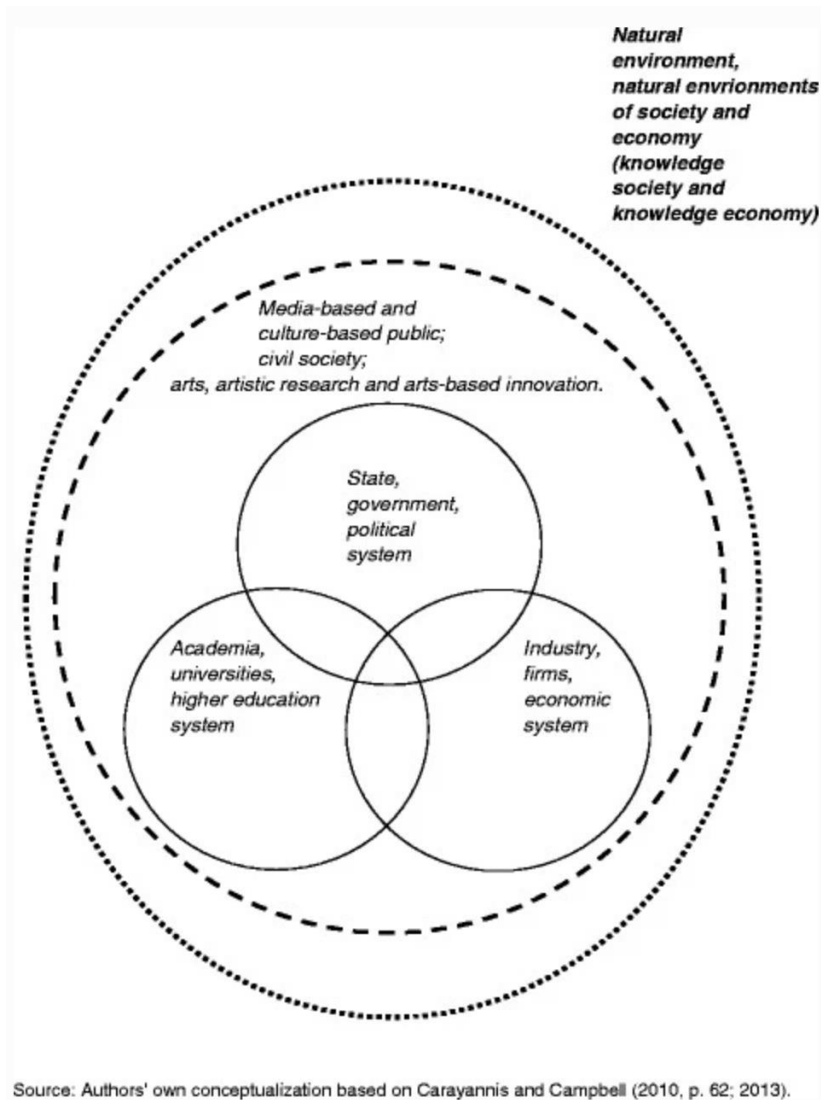 Natural
environment,
natural envrionments
of society and
economy
(knowledge
society and
knowledge economy)
Media-based and
culture-based public;
civil society;
arts, artistic research and arts-based innovation.
State,
government,
political
system
Academia,
universities,
higher education
system
Industry,
firms,
economic
system
Source: Authors' own conceptualization based on Carayannis and Campbell (2010, p. 62; 2013).